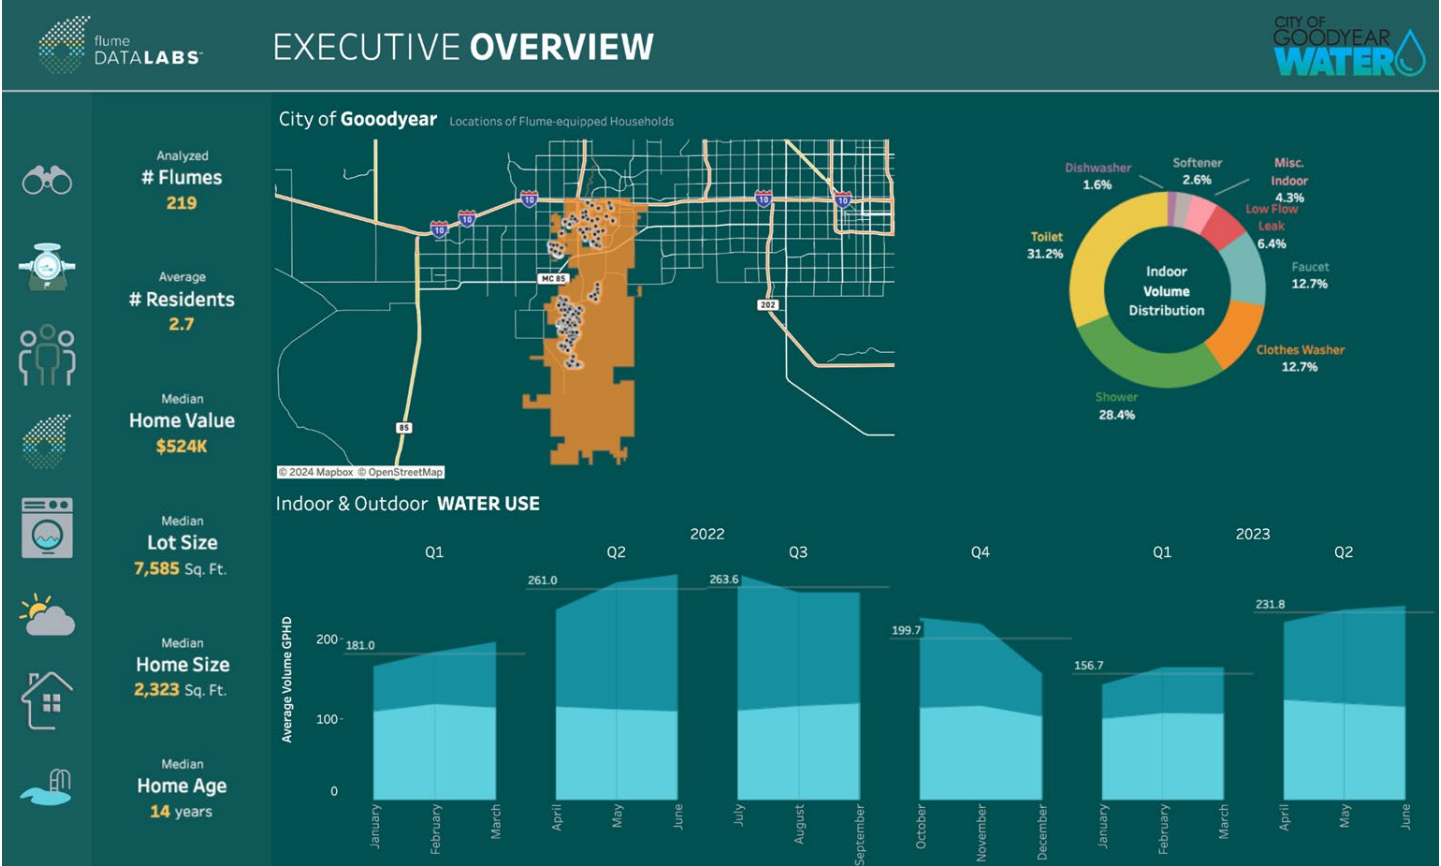 flume
DATALABS™
EXECUTIVE OVERVIEW
CITY OF
GOODYEAR
WATER
Analyzed
# Flumes
219
Average
# Residents
2.7
Median
Home Value
$524K
Median
Lot Size
7,585 Sq. Ft.
Median
Home Size
2,323 Sq. Ft.
Median
Home Age
14 years
City of Gooodyear Locations of Flume-equipped Households
10
10
10
10
10
MC 85
202
85
© 2024 Mapbox © OpenStreetMap
Dishwasher
1.6%
Softener
2.6%
Misc.
Indoor
4.3%
Low Flow
Leak
6.4%
Toilet
31.2%
Faucet
12.7%
Indoor
Volume
Distribution
Clothes Washer
12.7%
Shower
28.4%
Indoor & Outdoor WATER USE
2022
2023
Q1
Q2
Q3
Q4
Q1
Q2
Average Volume GPHD
200
100
0
181.0
261.0
263.6
199.7
156.7
231.8
January
February
March
April
May
June
July
August
September
October
November
December
January
February
March
April
May
June